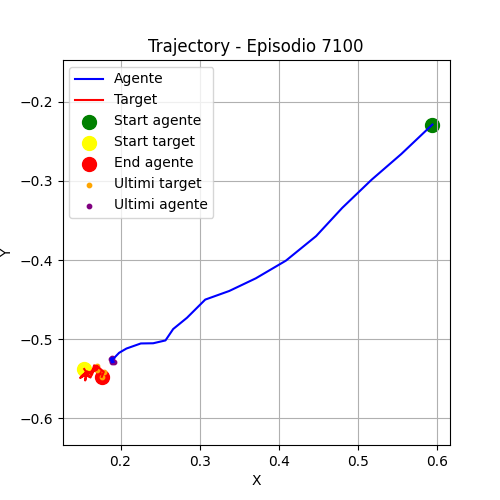 Trajectory - Episodio 7100
Agente
Target
Start agente
Start target
End agente
Ultimi target
Ultimi agente
−0.2
−0.3
−0.4
−0.5
−0.6
Y
0.2 0.3 0.4 0.5 0.6
X